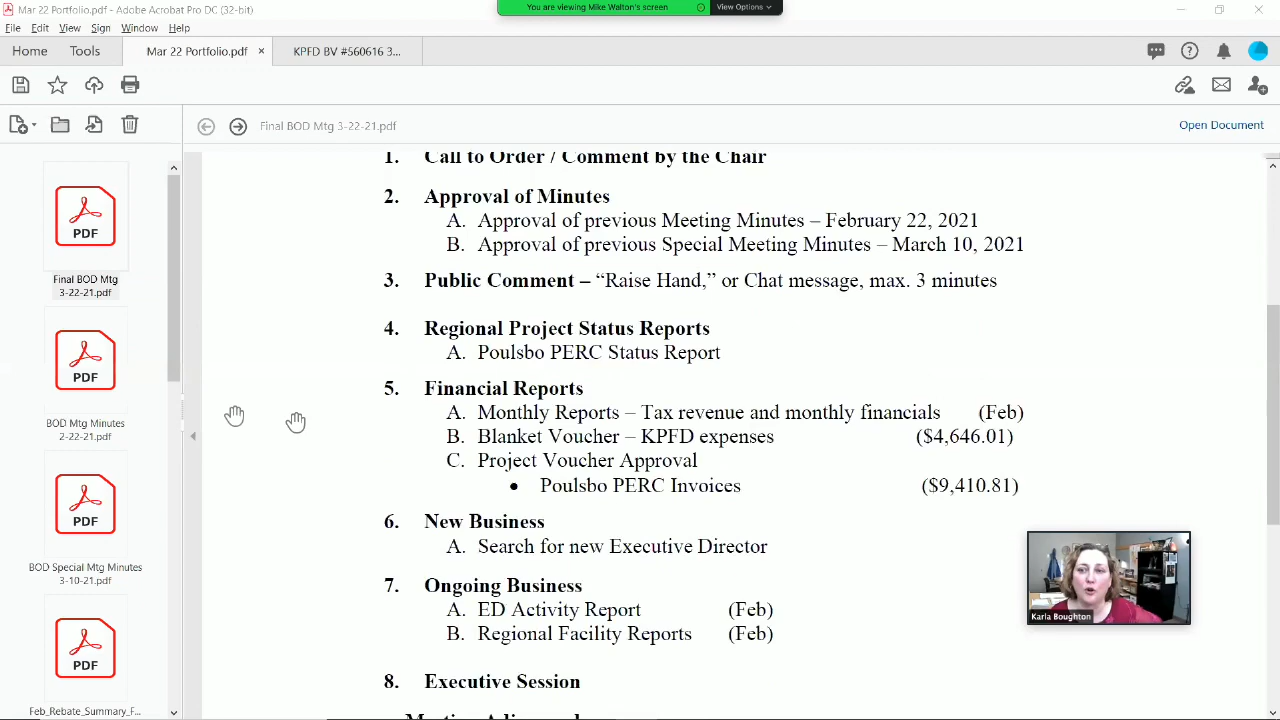 Mar 22 Portfolio.pdf - Adobe Acrobat Pro DC (32-bit)
You are viewing Mike Walton's screen
View Options
File Edit View Sign Window Help
Home Tools Mar 22 Portfolio.pdf × KPFD BV #560616 3...
Final BOD Mtg 3-22-21.pdf
Open Document
PDF
Final BOD Mtg
3-22-21.pdf
PDF
BOD Mtg Minutes
2-22-21.pdf
PDF
BOD Special Mtg Minutes
3-10-21.pdf
PDF
Feb_Rebate_Summary_F...
1. Call to Order / Comment by the Chair
2. Approval of Minutes
A. Approval of previous Meeting Minutes – February 22, 2021
B. Approval of previous Special Meeting Minutes – March 10, 2021
3. Public Comment – “Raise Hand,” or Chat message, max. 3 minutes
4. Regional Project Status Reports
A. Poulsbo PERC Status Report
5. Financial Reports
A. Monthly Reports – Tax revenue and monthly financials (Feb)
B. Blanket Voucher – KPFD expenses ($4,646.01)
C. Project Voucher Approval
• Poulsbo PERC Invoices ($9,410.81)
6. New Business
A. Search for new Executive Director
7. Ongoing Business
A. ED Activity Report (Feb)
B. Regional Facility Reports (Feb)
8. Executive Session
Karla Boughton